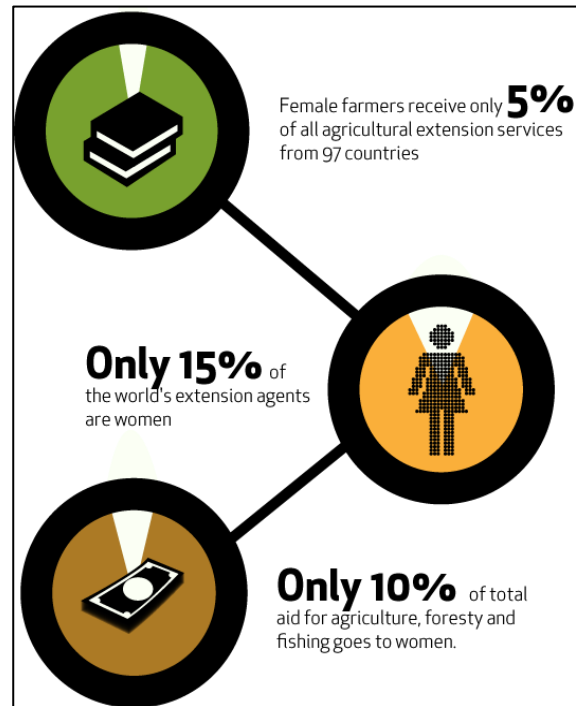 Female farmers receive only 5%
of all agricultural extension services
from 97 countries
Only 15% of
the world's extension agents
are women
Only 10% of total
aid for agriculture, foresty and
fishing goes to women.